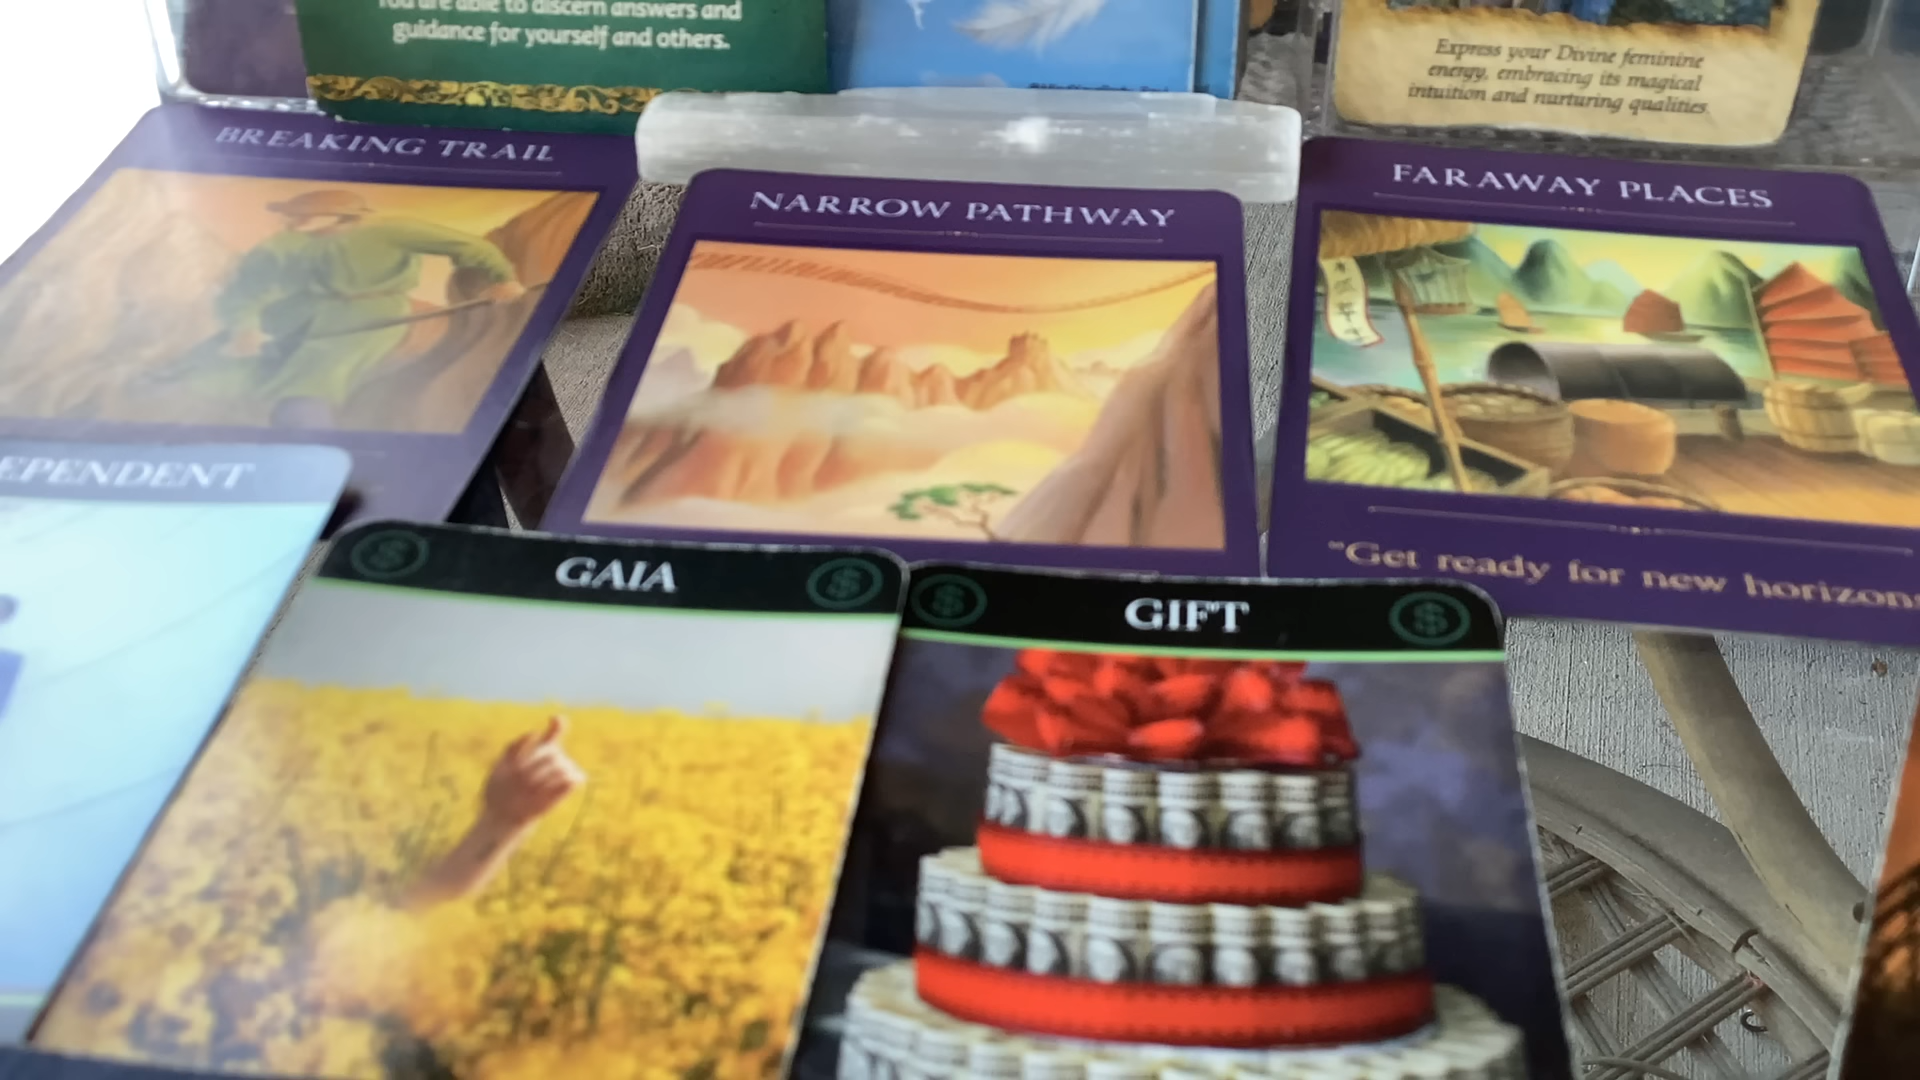 You are able to discern answers and
guidance for yourself and others.
Express your Divine feminine
energy, embracing its magical
intuition and nurturing qualities.
BREAKING TRAIL
NARROW PATHWAY
FARAWAY PLACES
"Get ready for new horizons
EPENDENT
GAIA
GIFT